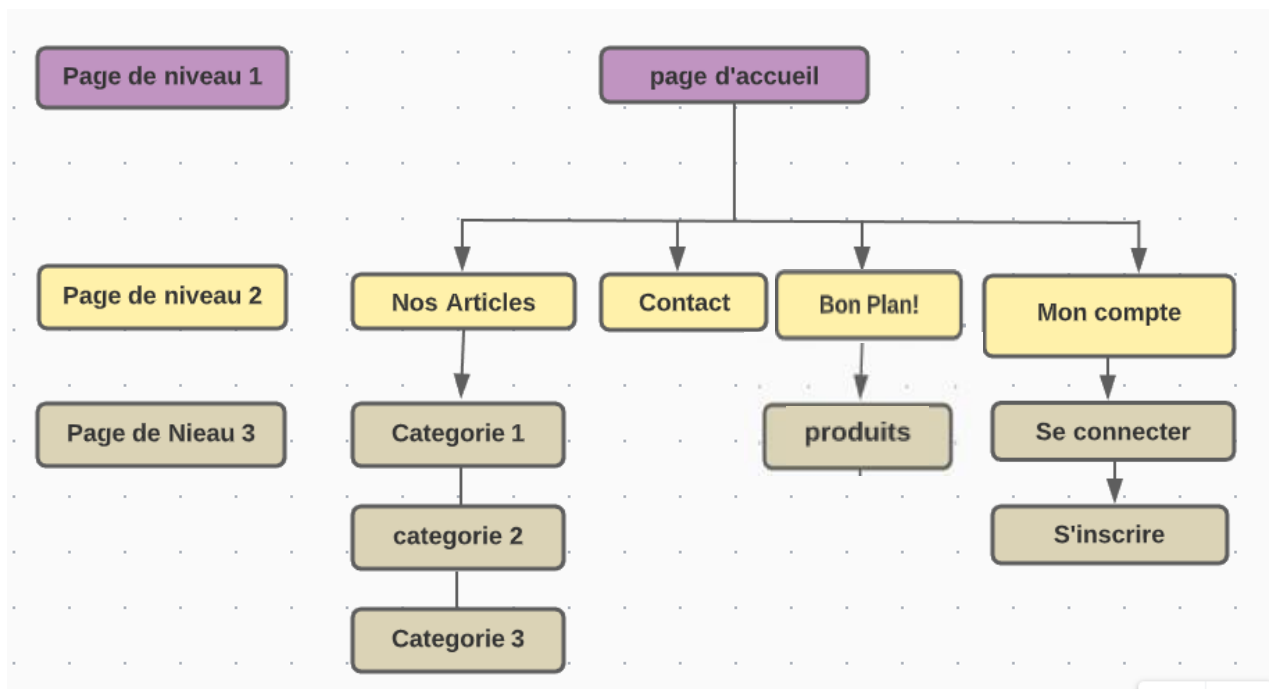 Page de niveau 1
page d'accueil
Page de niveau 2
Nos Articles
Contact
Bon Plan!
Mon compte
Page de Nieau 3
Categorie 1
produits
Se connecter
categorie 2
S'inscrire
Categorie 3